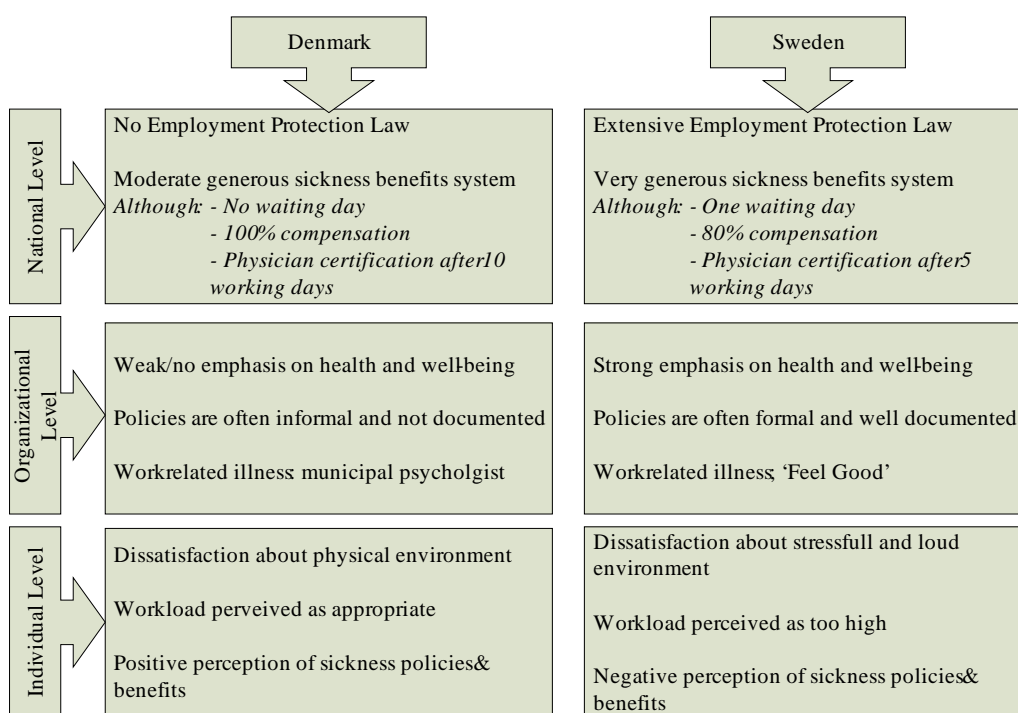 Denmark
Sweden
National Level
No Employment Protection Law
Moderate generous sickness benefits system
Although: - No waiting day
- 100% compensation
- Physician certification after10
working days
Extensive Employment Protection Law
Very generous sickness benefits system
Although: - One waiting day
- 80% compensation
- Physician certification after5
working days
Organizational
Level
Weak/no emphasis on health and well-being
Policies are often informal and not documented
Workrelated illness: municipal psycholgist
Strong emphasis on health and well-being
Policies are often formal and well documented
Workrelated illness; ‘Feel Good’
Individual Level
Dissatisfaction about physical environment
Workload perveived as appropriate
Positive perception of sickness policies&
benefits
Dissatisfaction about stressfull and loud
environment
Workload perceived as too high
Negative perception of sickness policies&
benefits